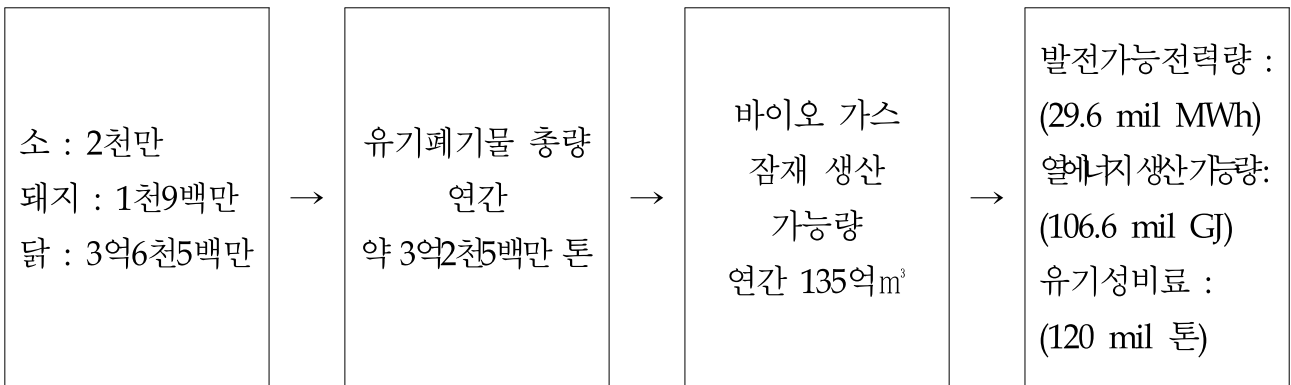 소 : 2천만
돼지 : 1천9백만
닭 : 3억6천5백만
→
유기폐기물 총량
연간
약 3억2천5백만 톤
→
바이오 가스
잠재 생산
가능량
연간 135억㎥
→
발전가능전력량 :
(29.6 mil MWh)
열에너지 생산가능량:
(106.6 mil GJ)
유기성비료 :
(120 mil 톤)